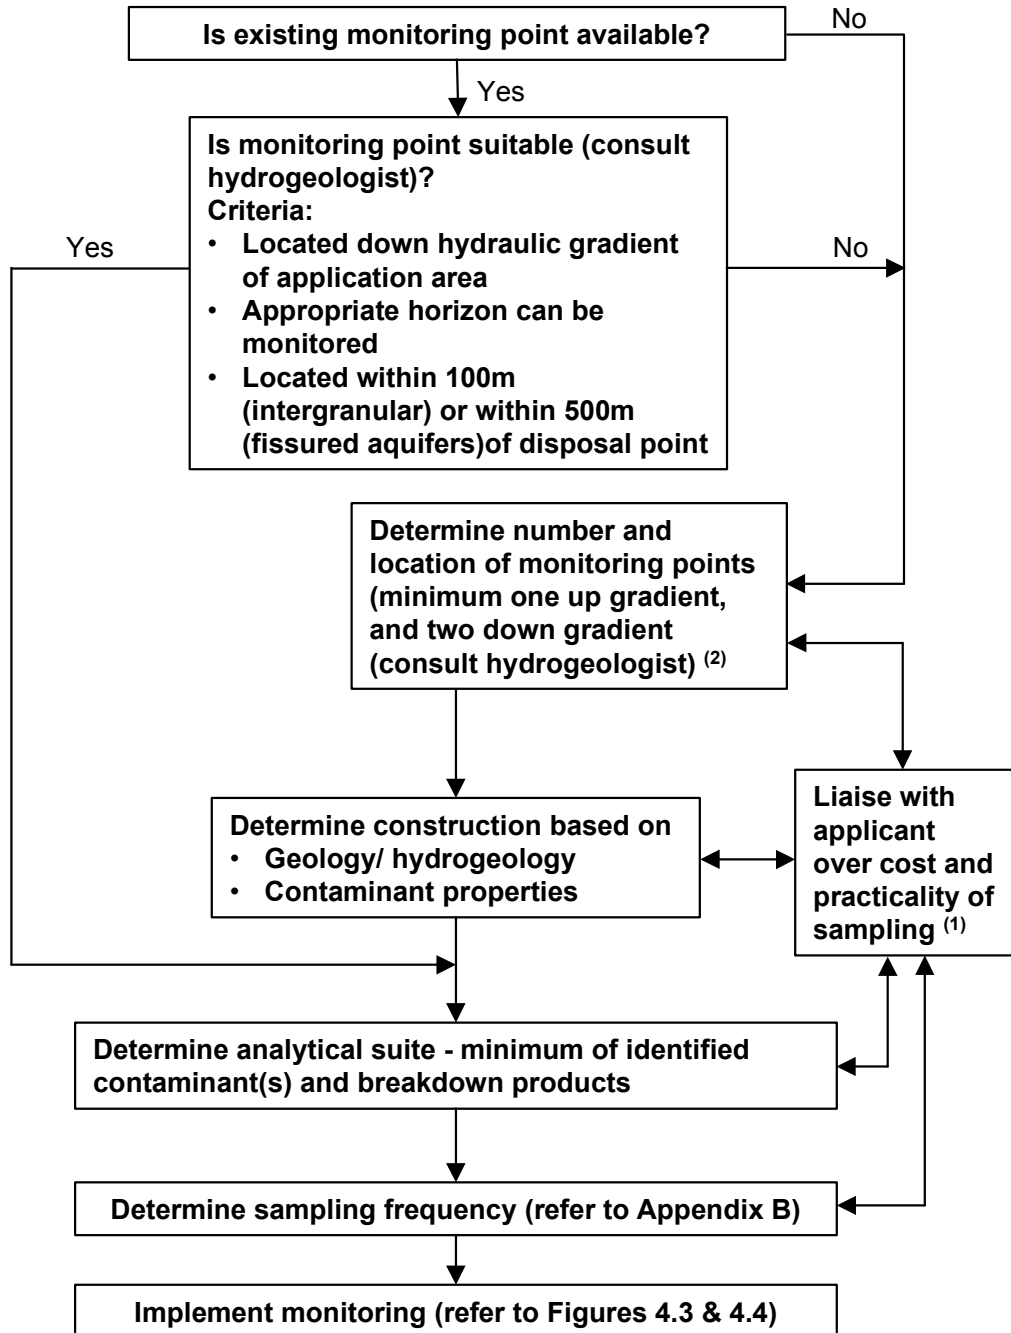 Is existing monitoring point available?
No
Yes
Is monitoring point suitable (consult
hydrogeologist)?
Criteria:
• Located down hydraulic gradient
of application area
• Appropriate horizon can be
monitored
• Located within 100m
(intergranular) or within 500m
(fissured aquifers)of disposal point
Yes
No
Determine number and
location of monitoring points
(minimum one up gradient,
and two down gradient
(consult hydrogeologist) (2)
Determine construction based on
• Geology/ hydrogeology
• Contaminant properties
Liaise with
applicant
over cost and
practicality of
sampling (1)
Determine analytical suite - minimum of identified
contaminant(s) and breakdown products
Determine sampling frequency (refer to Appendix B)
Implement monitoring (refer to Figures 4.3 & 4.4)